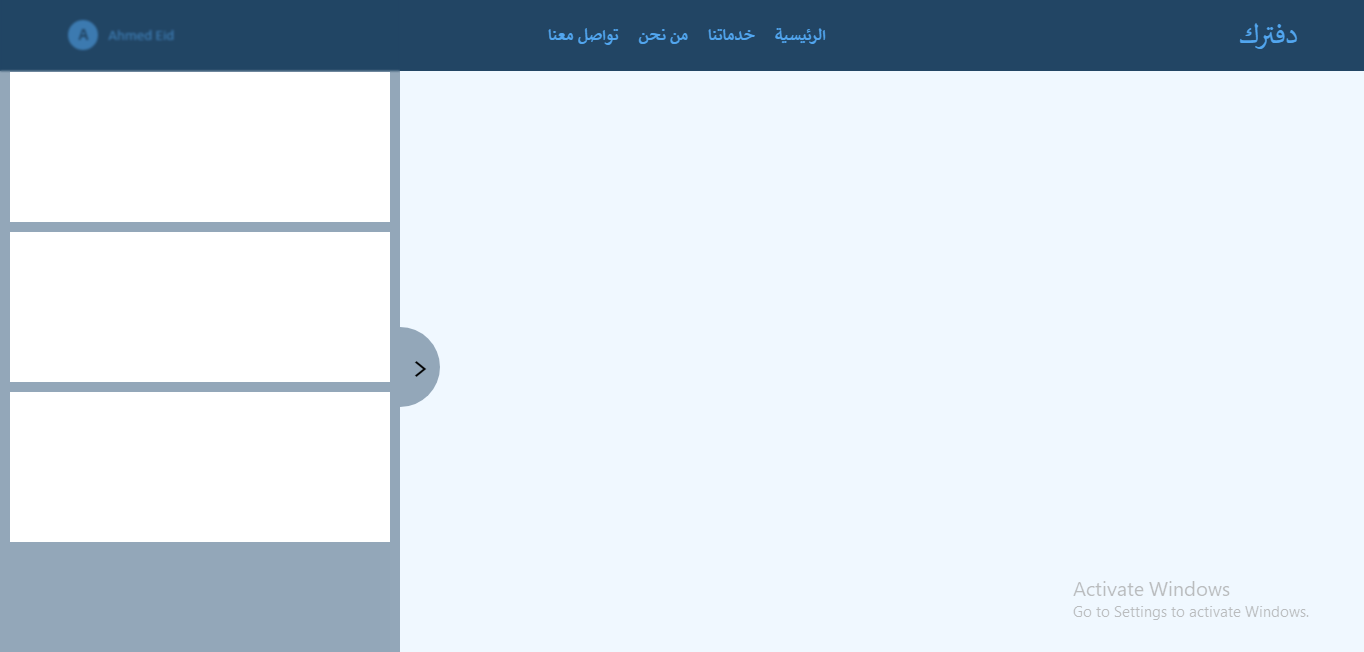 دفترك
الرئيسية خدماتنا من نحن تواصل معنا
A Ahmed Eid
Activate Windows
Go to Settings to activate Windows.